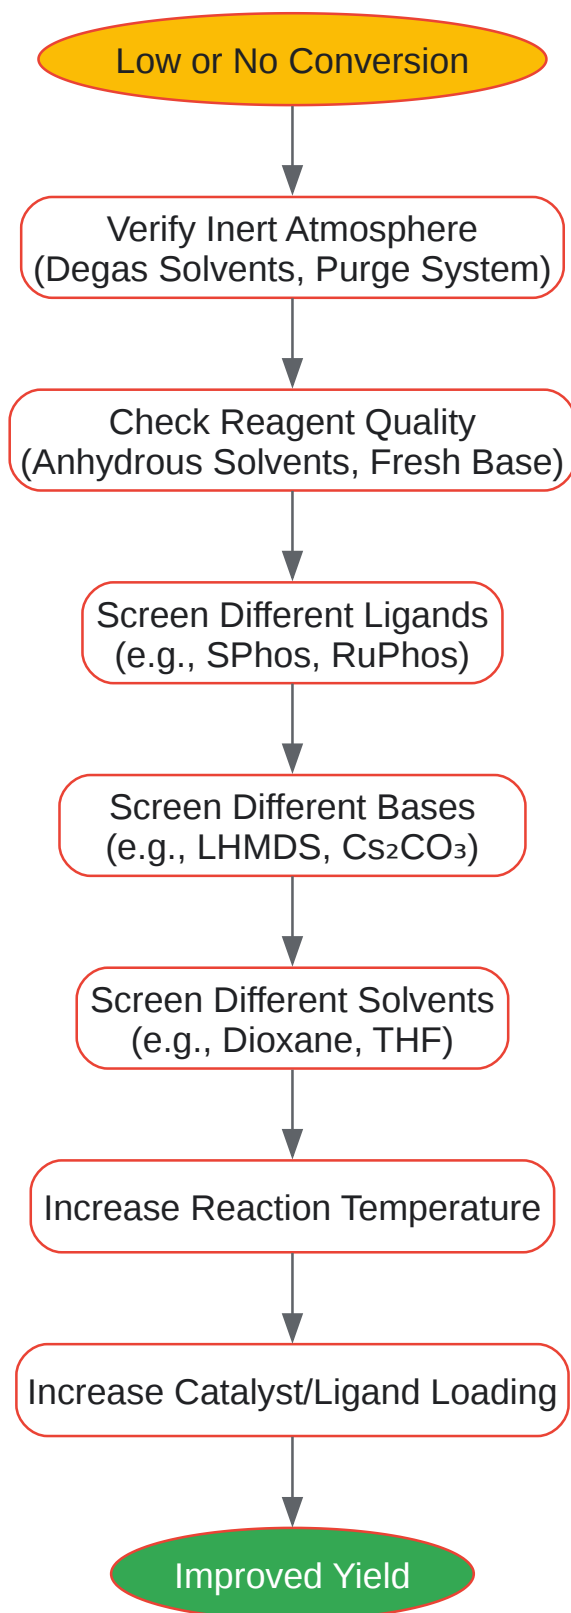 Low or No Conversion
Verify Inert Atmosphere
(Degas Solvents, Purge System)
Check Reagent Quality
(Anhydrous Solvents, Fresh Base)
Screen Different Ligands
(e.g., SPhos, RuPhos)
Screen Different Bases
(e.g., LHMDS, Cs₂CO₃)
Screen Different Solvents
(e.g., Dioxane, THF)
Increase Reaction Temperature
Increase Catalyst/Ligand Loading
Improved Yield